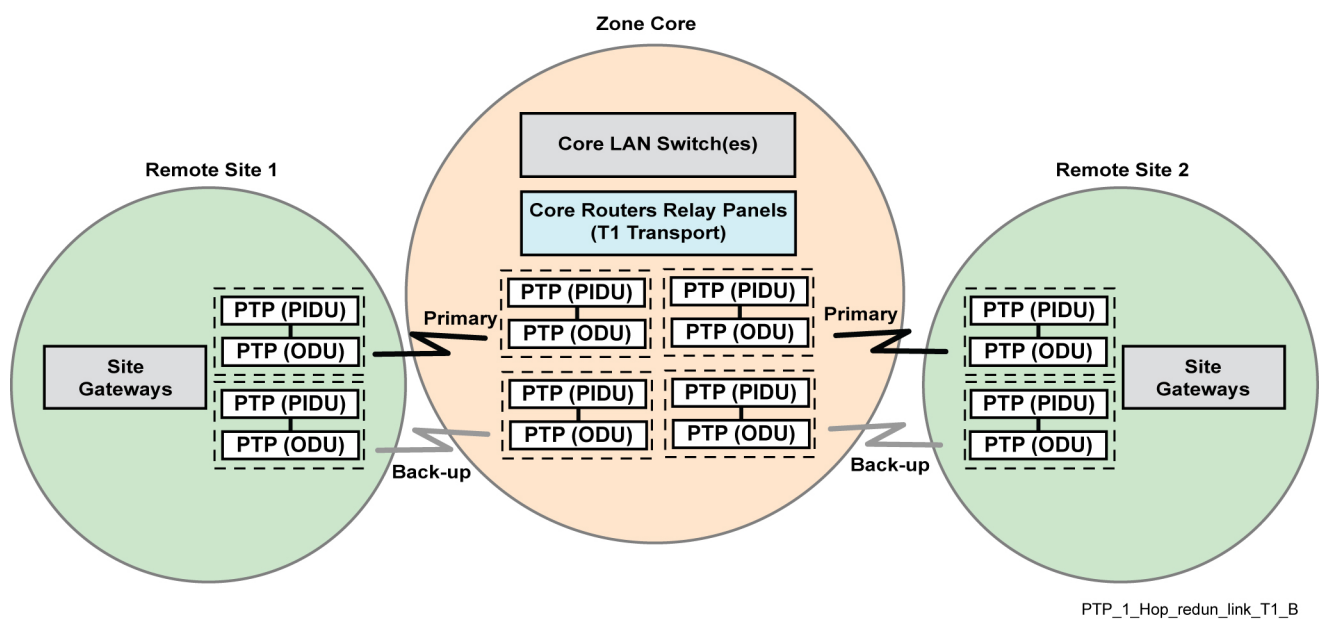 Zone Core
Core LAN Switch(es)
Core Routers Relay Panels
(T1 Transport)
Remote Site 1
Site
Gateways
PTP (PIDU)
PTP (ODU)
PTP (PIDU)
PTP (ODU)
Primary
Back-up
PTP (PIDU)
PTP (ODU)
PTP (PIDU)
PTP (ODU)
PTP (PIDU)
PTP (ODU)
PTP (PIDU)
PTP (ODU)
Primary
Back-up
Remote Site 2
PTP (PIDU)
PTP (ODU)
PTP (PIDU)
PTP (ODU)
Site
Gateways
PTP_1_Hop_redun_link_T1_B